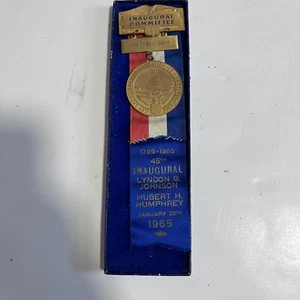 INAUGURAL
COMMITTEE
1789-1965
45TH
INAUGURAL
LYNDON B.
JOHNSON
HUBERT H.
HUMPHREY
JANUARY 20TH
1965